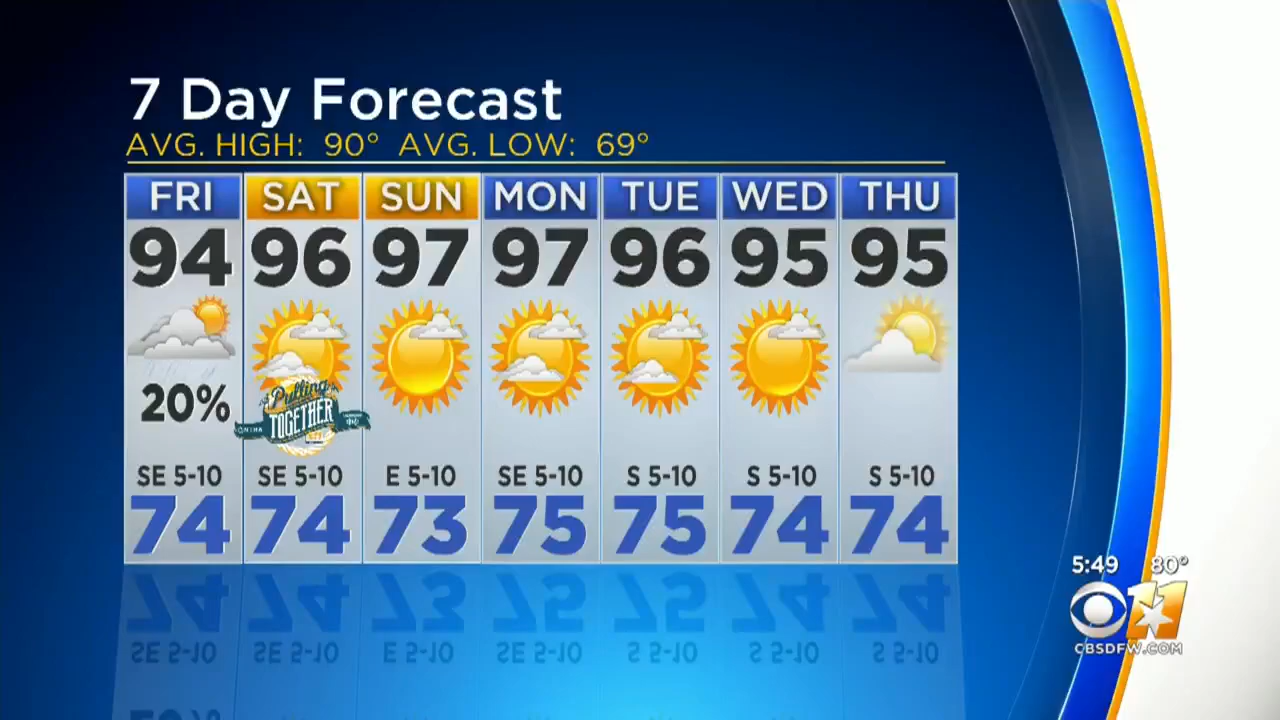 7 Day Forecast
AVG. HIGH: 90° AVG. LOW: 69°
FRI SAT SUN MON TUE WED THU
94 96 97 97 96 95 95
20%
Pulling
TOGETHER
SE 5-10 SE 5-10 E 5-10 SE 5-10 S 5-10 S 5-10 S 5-10
74 74 73 75 75 74 74
5:49 80°
11
CBSDFW.COM